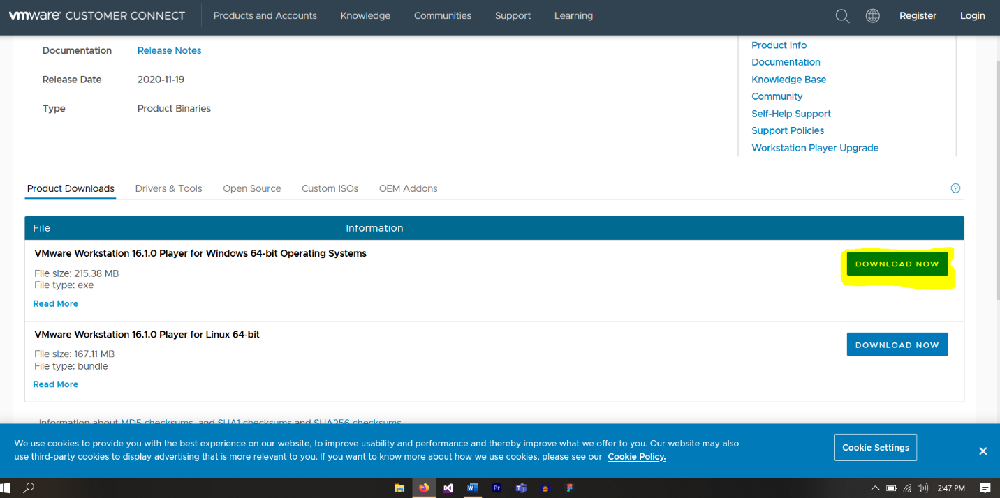 vmware® CUSTOMER CONNECT Products and Accounts Knowledge Communities Support Learning Register Login
Documentation Release Notes
Release Date 2020-11-19
Type Product Binaries
Product Info
Documentation
Knowledge Base
Community
Self-Help Support
Support Policies
Workstation Player Upgrade
Product Downloads Drivers & Tools Open Source Custom ISOs OEM Addons ?
File Information
VMware Workstation 16.1.0 Player for Windows 64-bit Operating Systems
File size: 215.38 MB
File type: exe
Read More
DOWNLOAD NOW
VMware Workstation 16.1.0 Player for Linux 64-bit
File size: 167.11 MB
File type: bundle
Read More
DOWNLOAD NOW
Information about MD5 checksums, and SHA1 checksums and SHA256 checksums.
We use cookies to provide you with the best experience on our website, to improve usability and performance and thereby improve what we offer to you. Our website may also
use third-party cookies to display advertising that is more relevant to you. If you want to know more about how we use cookies, please see our Cookie Policy.
Cookie Settings
W Pr 2:47 PM